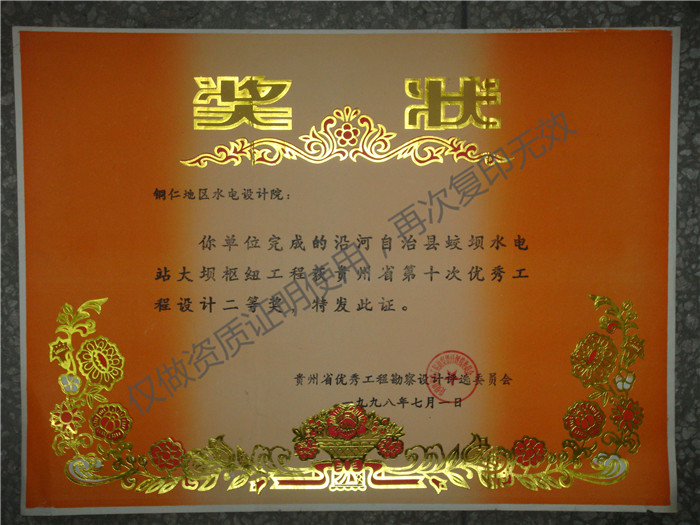 奖状
铜仁地区水电设计院：
你单位完成的沿河自治县蛟坝水电
站大坝枢纽工程获贵州省第十次优秀工
程设计二等奖，特发此证。
贵州省优秀工程勘察设计评选委员会
一九九八年七月一日
仅做资质证明使用，再次复印无效